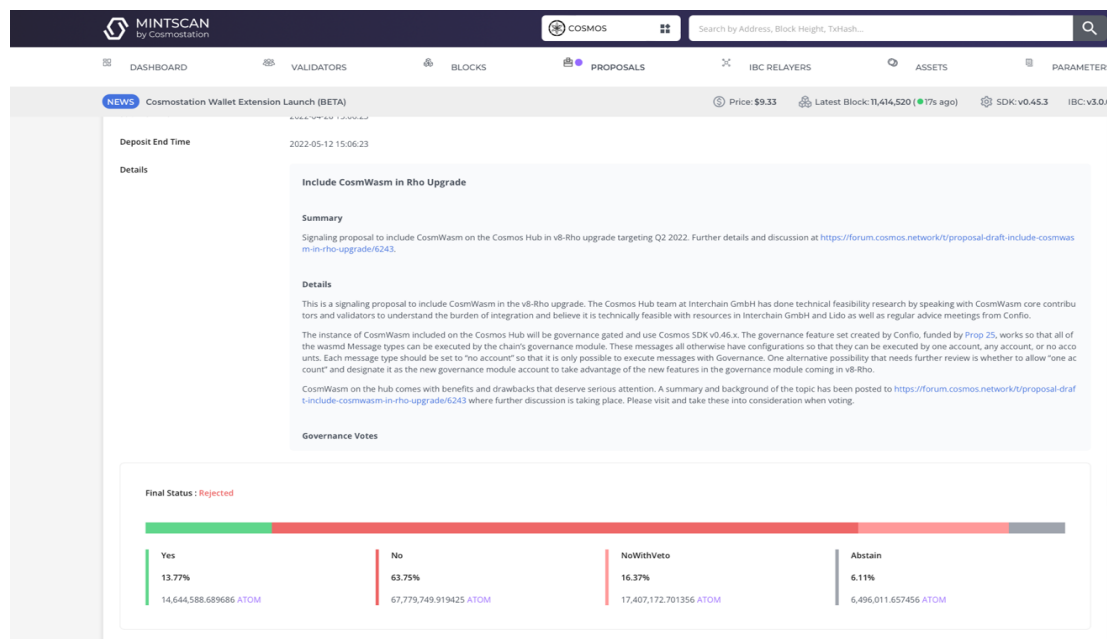 MINTSCAN
by Cosmostation
COSMOS
Search by Address, Block Height, TxHash...
DASHBOARD
VALIDATORS
BLOCKS
PROPOSALS
IBC RELAYERS
ASSETS
PARAMETER
NEWS
Cosmostation Wallet Extension Launch (BETA)
Price: $9.33
Latest Block: 11,414,520 (17s ago)
SDK: v0.45.3
IBC: v3.0.
Deposit End Time
2022-05-12 15:06:23
Details
Include CosmWasm in Rho Upgrade
Summary
Signaling proposal to include CosmWasm on the Cosmos Hub in v8-Rho upgrade targeting Q2 2022. Further details and discussion at https://forum.cosmos.network/t/proposal-draft-include-cosmwas
m-in-rho-upgrade/6243.
Details
This is a signaling proposal to include CosmWasm in the v8-Rho upgrade. The Cosmos Hub team at Interchain GmbH has done technical feasibility research by speaking with CosmWasm core contribu
tors and validators to understand the burden of integration and believe it is technically feasible with resources in Interchain GmbH and Lido as well as regular advice meetings from Confio.
The instance of CosmWasm included on the Cosmos Hub will be governance gated and use Cosmos SDK v0.46.x. The governance feature set created by Confio, funded by Prop 25, works so that all of
the wasmd Message types can be executed by the chain's governance module. These messages all otherwise have configurations so that they can be executed by one account, any account, or no acco
unts. Each message type should be set to "no account" so that it is only possible to execute messages with Governance. One alternative possibility that needs further review is whether to allow "one ac
count" and designate it as the new governance module account to take advantage of the new features in the governance module coming in v8-Rho.
CosmWasm on the hub comes with benefits and drawbacks that deserve serious attention. A summary and background of the topic has been posted to https://forum.cosmos.network/t/proposal-draf
t-include-cosmwasm-in-rho-upgrade/6243 where further discussion is taking place. Please visit and take these into consideration when voting.
Governance Votes
Final Status : Rejected
Yes
13.77%
14,644,588.689686 ATOM
No
63.75%
67,779,749.919425 ATOM
NoWithVeto
16.37%
17,407,172.701356 ATOM
Abstain
6.11%
6,496,011.657456 ATOM